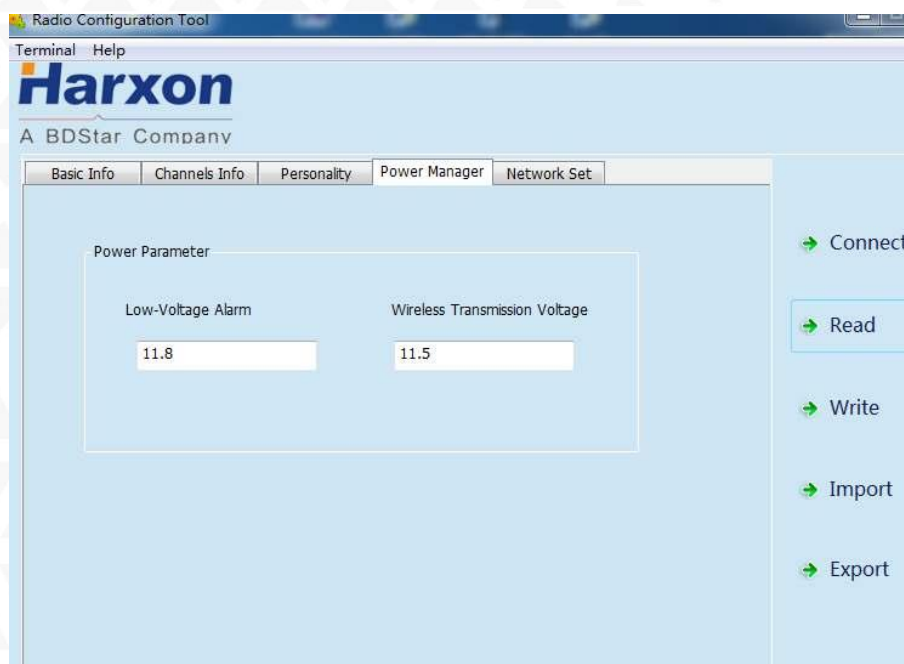 Radio Configuration Tool
Terminal Help
Harxon
A BDStar Company
Basic Info Channels Info Personality Power Manager Network Set
Power Parameter
Low-Voltage Alarm Wireless Transmission Voltage
11.8 11.5
Connect
Read
Write
Import
Export